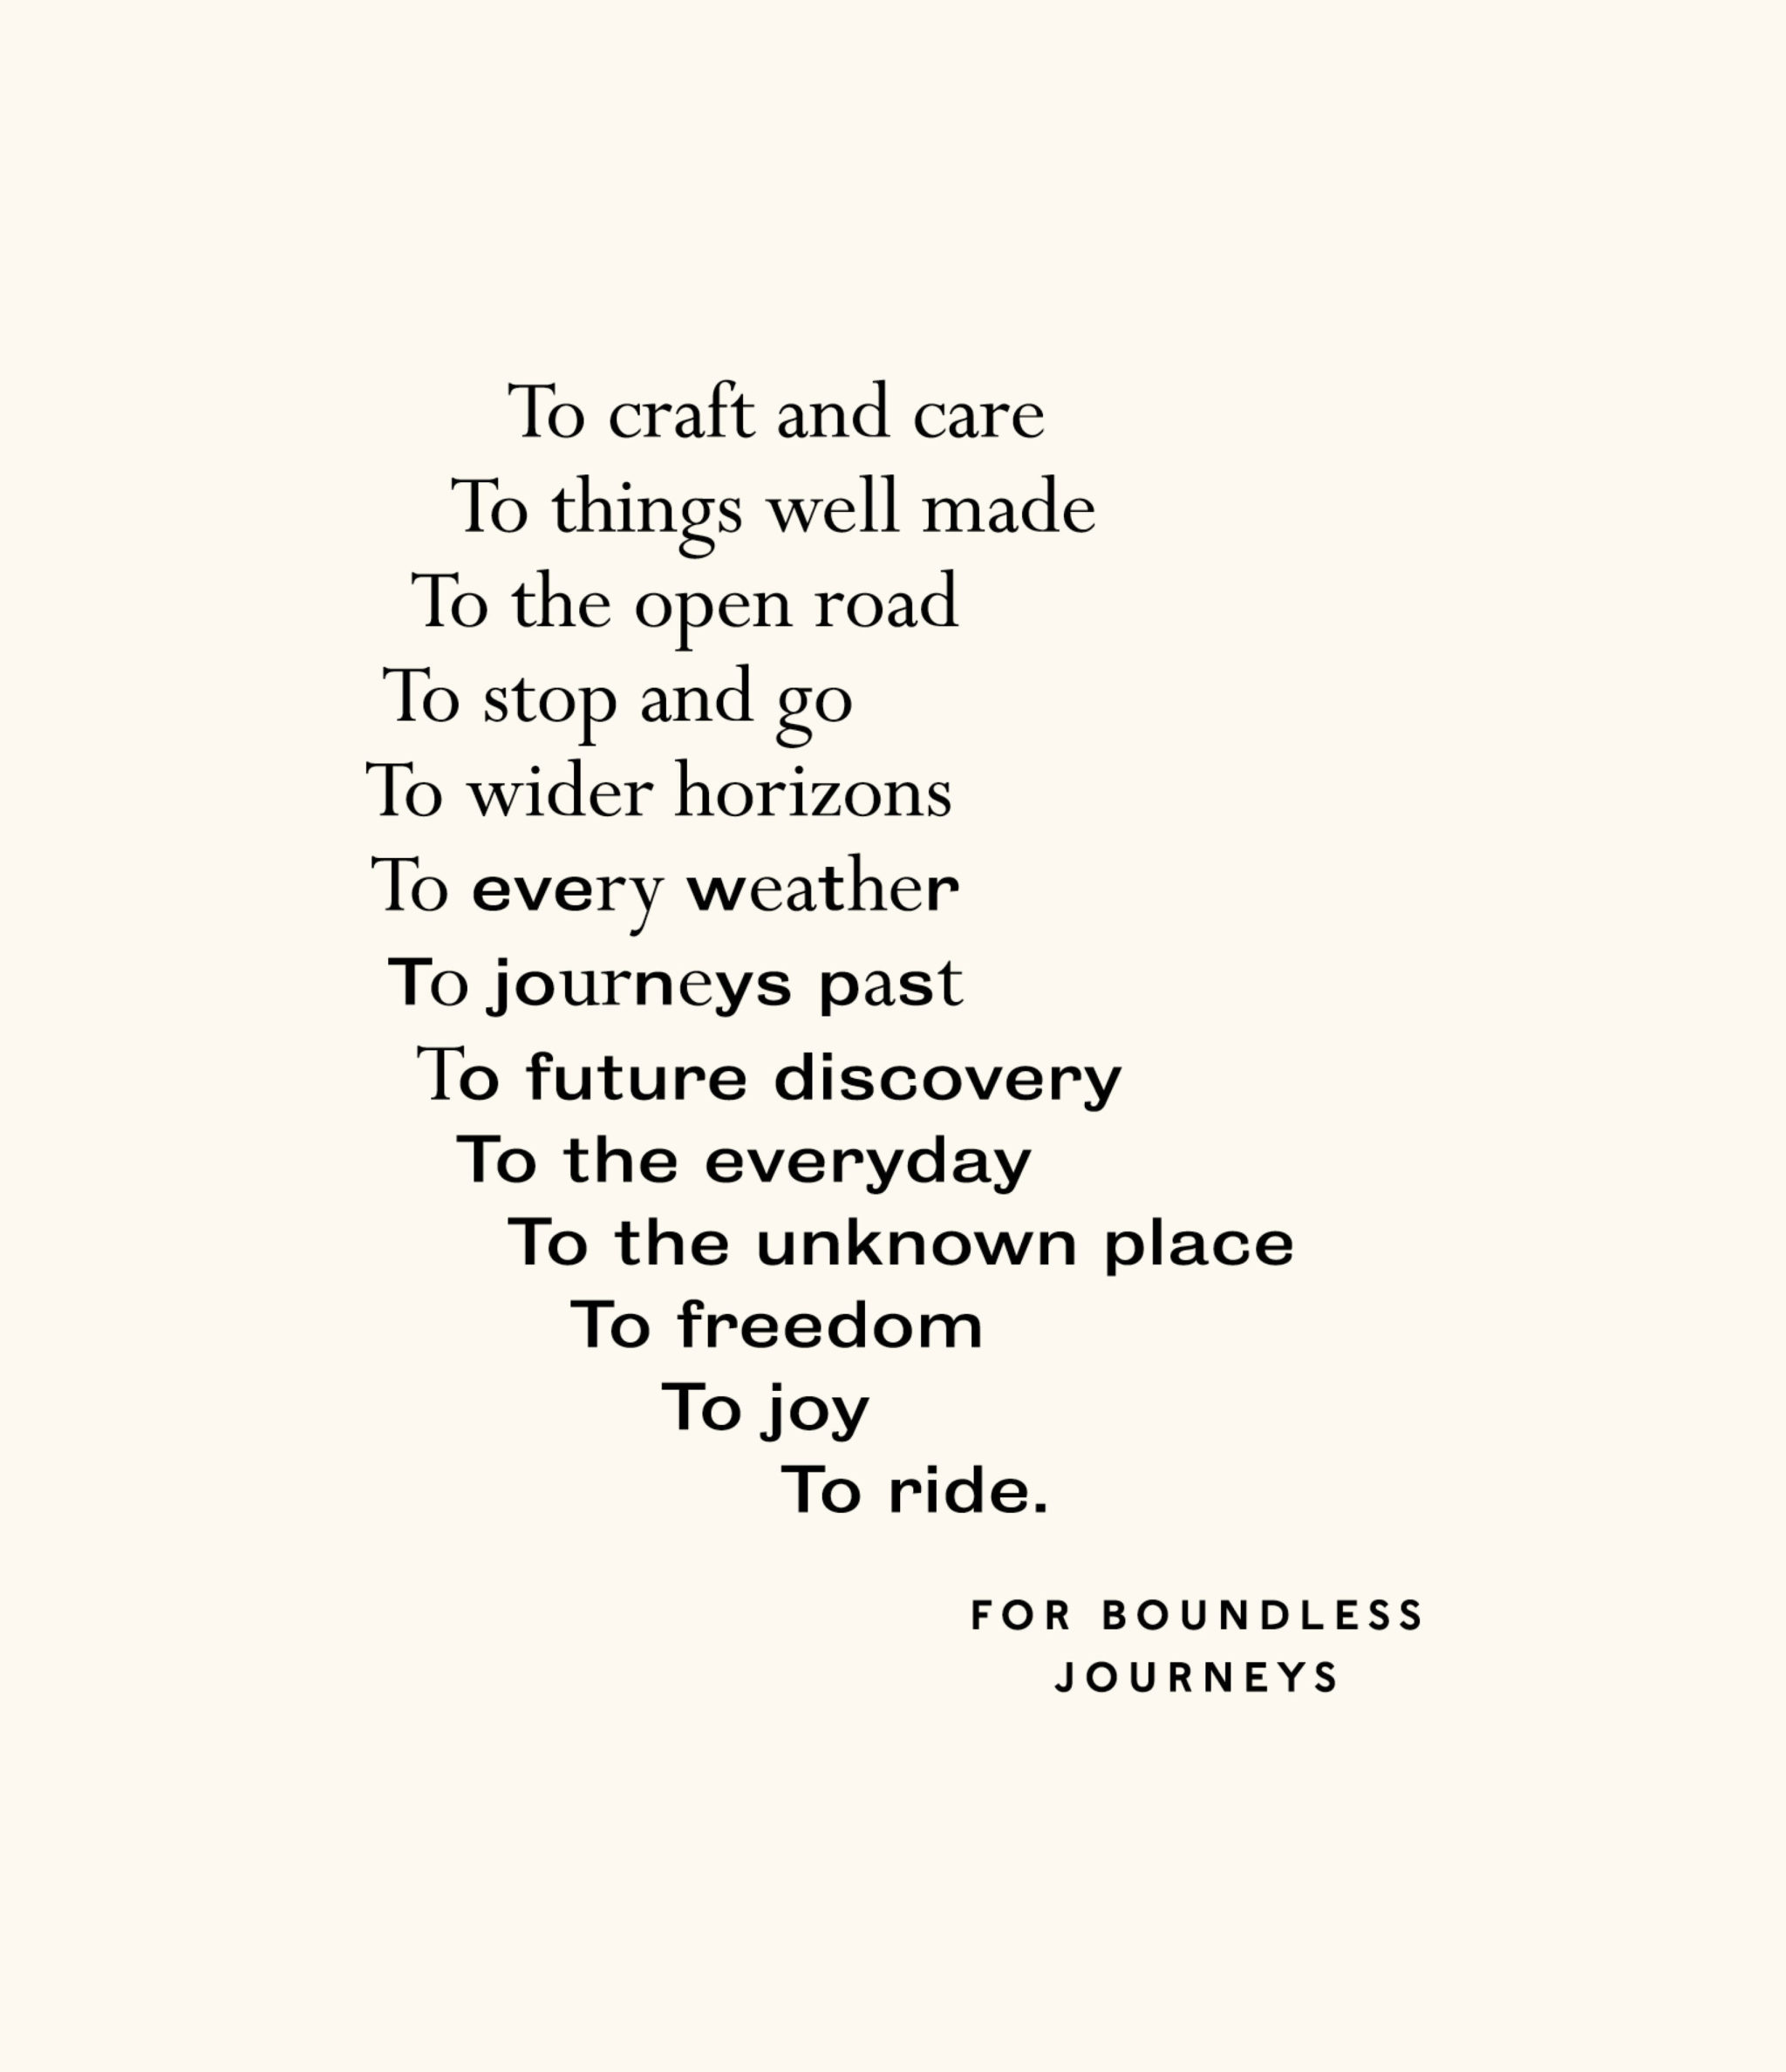 To craft and care
To things well made
To the open road
To stop and go
To wider horizons
To every weather
To journeys past
To future discovery
To the everyday
To the unknown place
To freedom
To joy
To ride.
FOR BOUNDLESS
JOURNEYS